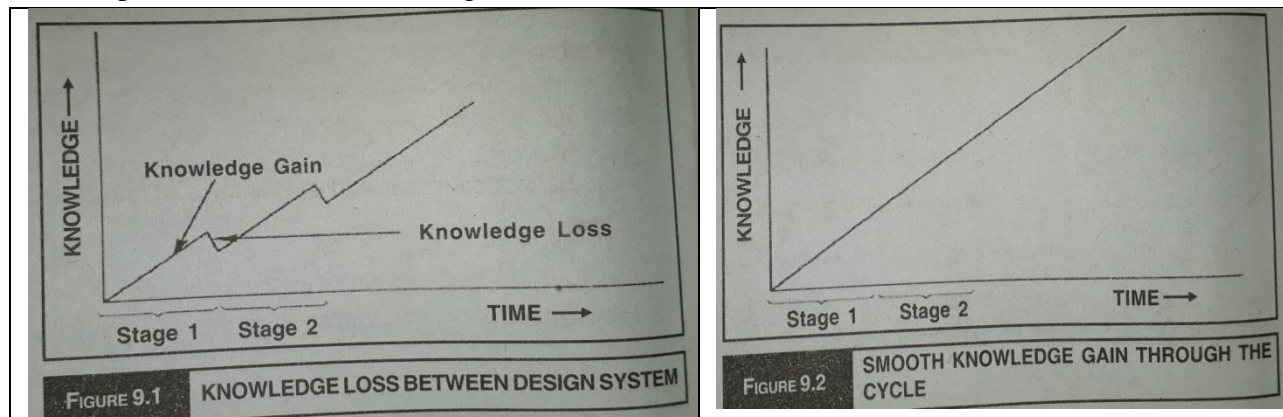 KNOWLEDGE →
Knowledge Gain
Knowledge Loss
TIME →
Stage 1 Stage 2
FIGURE 9.1 KNOWLEDGE LOSS BETWEEN DESIGN SYSTEM
KNOWLEDGE →
TIME →
Stage 1 Stage 2
FIGURE 9.2 SMOOTH KNOWLEDGE GAIN THROUGH THE
CYCLE